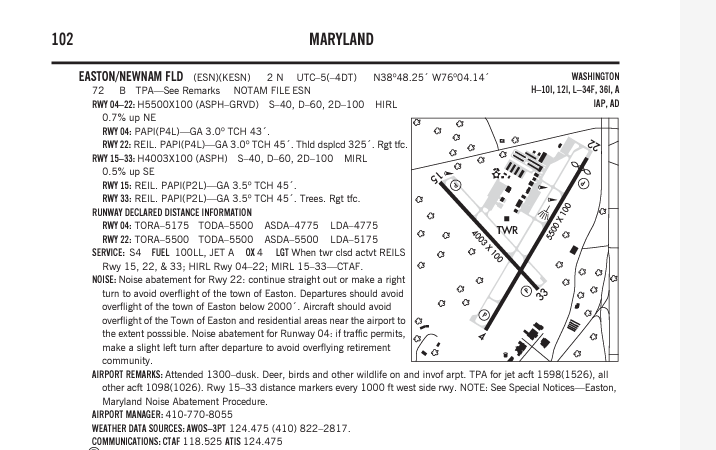 102
MARYLAND
EASTON/NEWNAM FLD (ESN)(KESN) 2 N UTC–5(–4DT) N38º48.25´ W76º04.14´
WASHINGTON
72 B TPA—See Remarks NOTAM FILE ESN
H–10I, 12I, L–34F, 36I, A
IAP, AD
RWY 04–22: H5500X100 (ASPH–GRVD) S–40, D–60, 2D–100 HIRL
0.7% up NE
RWY 04: PAPI(P4L)—GA 3.0º TCH 43´.
RWY 22: REIL. PAPI(P4L)—GA 3.0º TCH 45´. Thld dsplcd 325´. Rgt tfc.
RWY 15–33: H4003X100 (ASPH) S–40, D–60, 2D–100 MIRL
0.5% up SE
RWY 15: REIL. PAPI(P2L)—GA 3.5º TCH 45´.
RWY 33: REIL. PAPI(P2L)—GA 3.5º TCH 45´. Trees. Rgt tfc.
RUNWAY DECLARED DISTANCE INFORMATION
RWY 04: TORA–5175 TODA–5500 ASDA–4775 LDA–4775
RWY 22: TORA–5500 TODA–5500 ASDA–5500 LDA–5175
SERVICE: S4 FUEL 100LL, JET A OX 4 LGT When twr clsd actvt REILS
Rwy 15, 22, & 33; HIRL Rwy 04–22; MIRL 15–33—CTAF.
NOISE: Noise abatement for Rwy 22: continue straight out or make a right
turn to avoid overflight of the town of Easton. Departures should avoid
overflight of the town of Easton below 2000´. Aircraft should avoid
overflight of the Town of Easton and residential areas near the airport to
the extent possible. Noise abatement for Runway 04: if traffic permits,
make a slight left turn after departure to avoid overflying retirement
community.
22
15
TWR
4003 X 100
5500 X 100
33
4
AIRPORT REMARKS: Attended 1300–dusk. Deer, birds and other wildlife on and invof arpt. TPA for jet acft 1598(1526), all
other acft 1098(1026). Rwy 15–33 distance markers every 1000 ft west side rwy. NOTE: See Special Notices—Easton,
Maryland Noise Abatement Procedure.
AIRPORT MANAGER: 410-770-8055
WEATHER DATA SOURCES: AWOS–3PT 124.475 (410) 822–2817.
COMMUNICATIONS: CTAF 118.525 ATIS 124.475